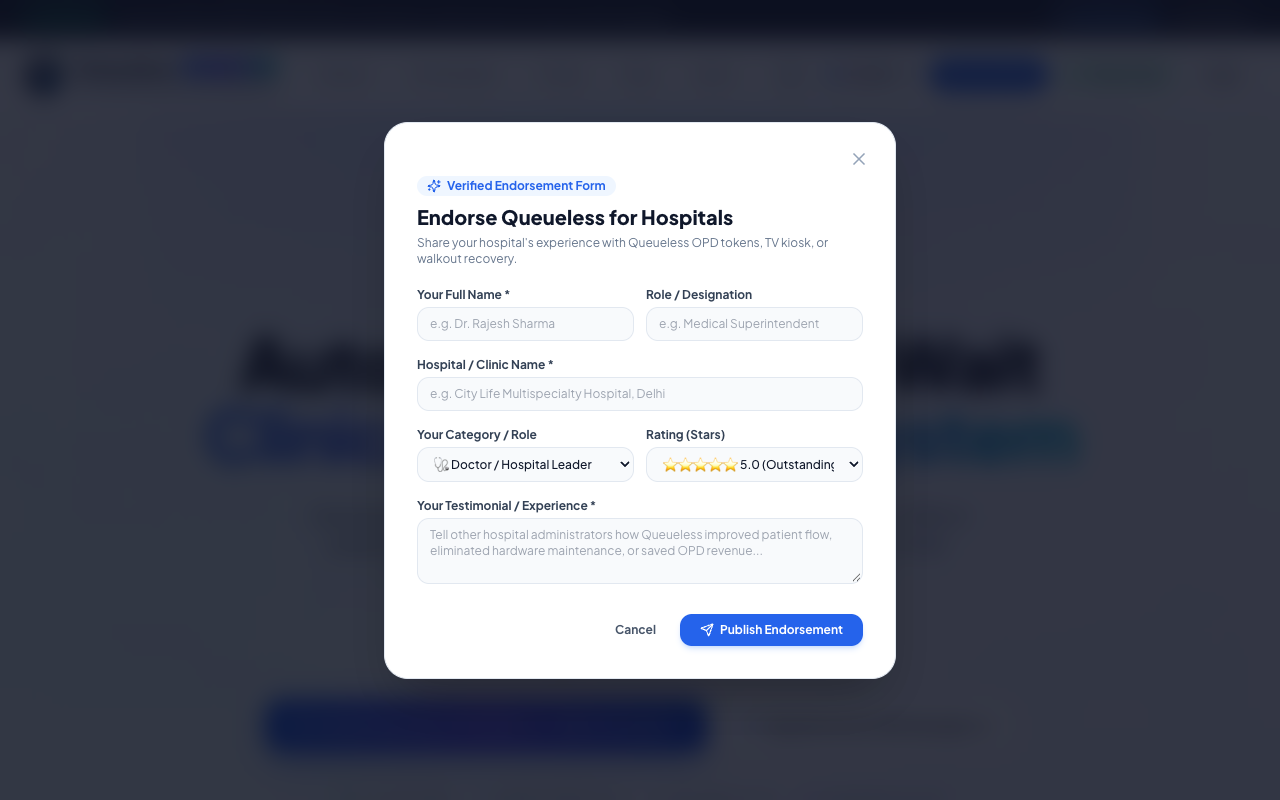 Verified Endorsement Form
Endorse Queueless for Hospitals
Share your hospital's experience with Queueless OPD tokens, TV kiosk, or
walkout recovery.
Your Full Name *
Role / Designation
e.g. Dr. Rajesh Sharma
e.g. Medical Superintendent
Hospital / Clinic Name *
e.g. City Life Multispecialty Hospital, Delhi
Your Category / Role
Rating (Stars)
🩺 Doctor / Hospital Leader
⭐⭐⭐⭐⭐ 5.0 (Outstanding
Your Testimonial / Experience *
Tell other hospital administrators how Queueless improved patient flow,
eliminated hardware maintenance, or saved OPD revenue...
Cancel
Publish Endorsement